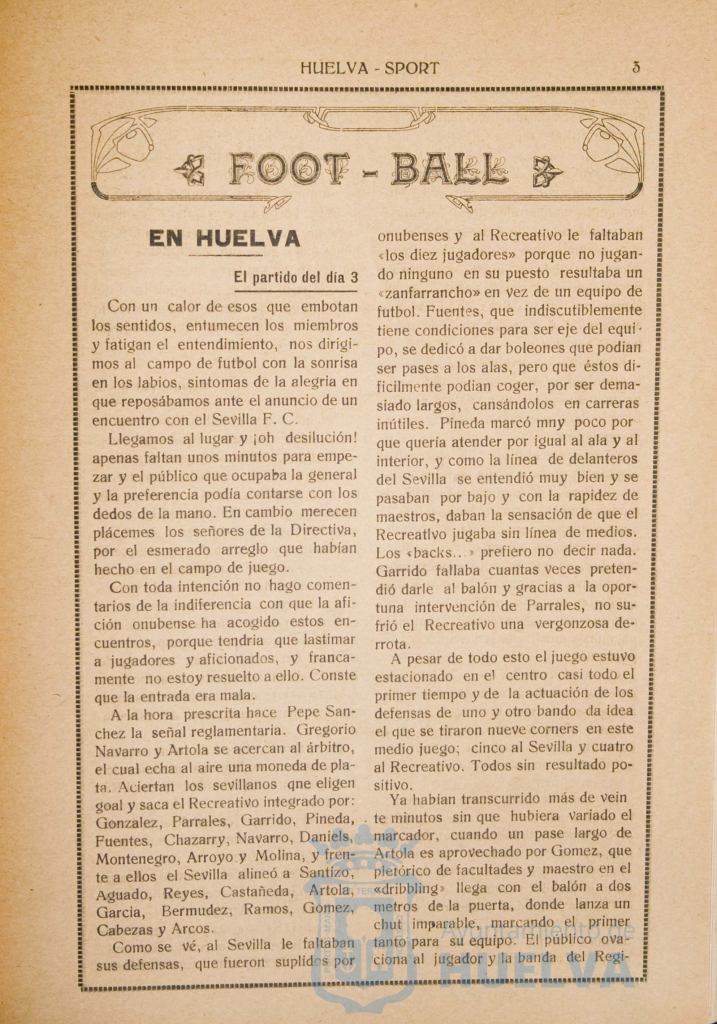 HUELVA - SPORT
3
FOOT - BALL
EN HUELVA
El partido del día 3
Con un calor de esos que embotan
los sentidos, entumecen los miembros
y fatigan el entendimiento, nos dirigi-
mos al campo de futbol con la sonrisa
en los labios, sintomas de la alegria en
que reposábamos ante el anuncio de un
encuentro con el Sevilla F. C.
Llegamos al lugar y ¡oh desilución!
apenas faltan unos minutos para empe-
zar y el público que ocupaba la general
y la preferencia podía contarse con los
dedos de la mano. En cambio merecen
plácemes los señores de la Directiva,
por el esmerado arreglo que habían
hecho en el campo de juego.
Con toda intención no hago comen-
tarios de la indiferencia con que la afi-
ción onubense ha acogido estos en-
cuentros, porque tendria que lastimar
a jugadores y aficionados, y franca-
mente no estoy resuelto a ello. Conste
que la entrada era mala.
A la hora prescrita hace Pepe San-
chez la señal reglamentaria. Gregorio
Navarro y Artola se acercan al árbitro,
el cual echa al aire una moneda de pla-
ta. Aciertan los sevillanos qne eligen
goal y saca el Recreativo integrado por:
Gonzalez, Parrales, Garrido, Pineda,
Fuentes, Chazarry, Navarro, Daniels,
Montenegro, Arroyo y Molina, y fren-
te a ellos el Sevilla alineó a Santizo,
Aguado, Reyes, Castañeda, Artola,
Garcia, Bermudez, Ramos, Gomez,
Cabezas y Arcos.
Como se vé, al Sevilla le faltaban
sus defensas, que fueron suplidos por
onubenses y al Recreativo le faltaban
«los diez jugadores» porque no jugan-
do ninguno en su puesto resultaba un
«zanfarrancho» en vez de un equipo de
futbol. Fuentes, que indiscutiblemente
tiene condiciones para ser eje del equi-
po, se dedicó a dar boleones que podian
ser pases a los alas, pero que éstos di-
ficilmente podian coger, por ser dema-
siado largos, cansándolos en carreras
inútiles. Pineda marcó mny poco por
que quería atender por igual al ala y al
interior, y como la línea de delanteros
del Sevilla se entendió muy bien y se
pasaban por bajo y con la rapidez de
maestros, daban la sensación de que el
Recreativo jugaba sin línea de medios.
Los «backs...» prefiero no decir nada.
Garrido fallaba cuantas veces preten-
dió darle al balón y gracias a la opor-
tuna intervención de Parrales, no su-
frió el Recreativo una vergonzosa de-
rrota.
A pesar de todo esto el juego estuvo
estacionado en el centro casi todo el
primer tiempo y de la actuación de los
defensas de uno y otro bando da idea
el que se tiraron nueve corners en este
medio juego; cinco al Sevilla y cuatro
al Recreativo. Todos sin resultado po-
sitivo.
Ya habían transcurrido más de vein
te minutos sin que hubiera variado el
marcador, cuando un pase largo de
Artola es aprovechado por Gomez, que
pletórico de facultades y maestro en el
«dribbling» llega con el balón a dos
metros de la puerta, donde lanza un
chut imparable, marcando el primer
tanto para su equipo. El público ova-
ciona al jugador y la banda del Regi-
Ayuntamiento de
HUELVA